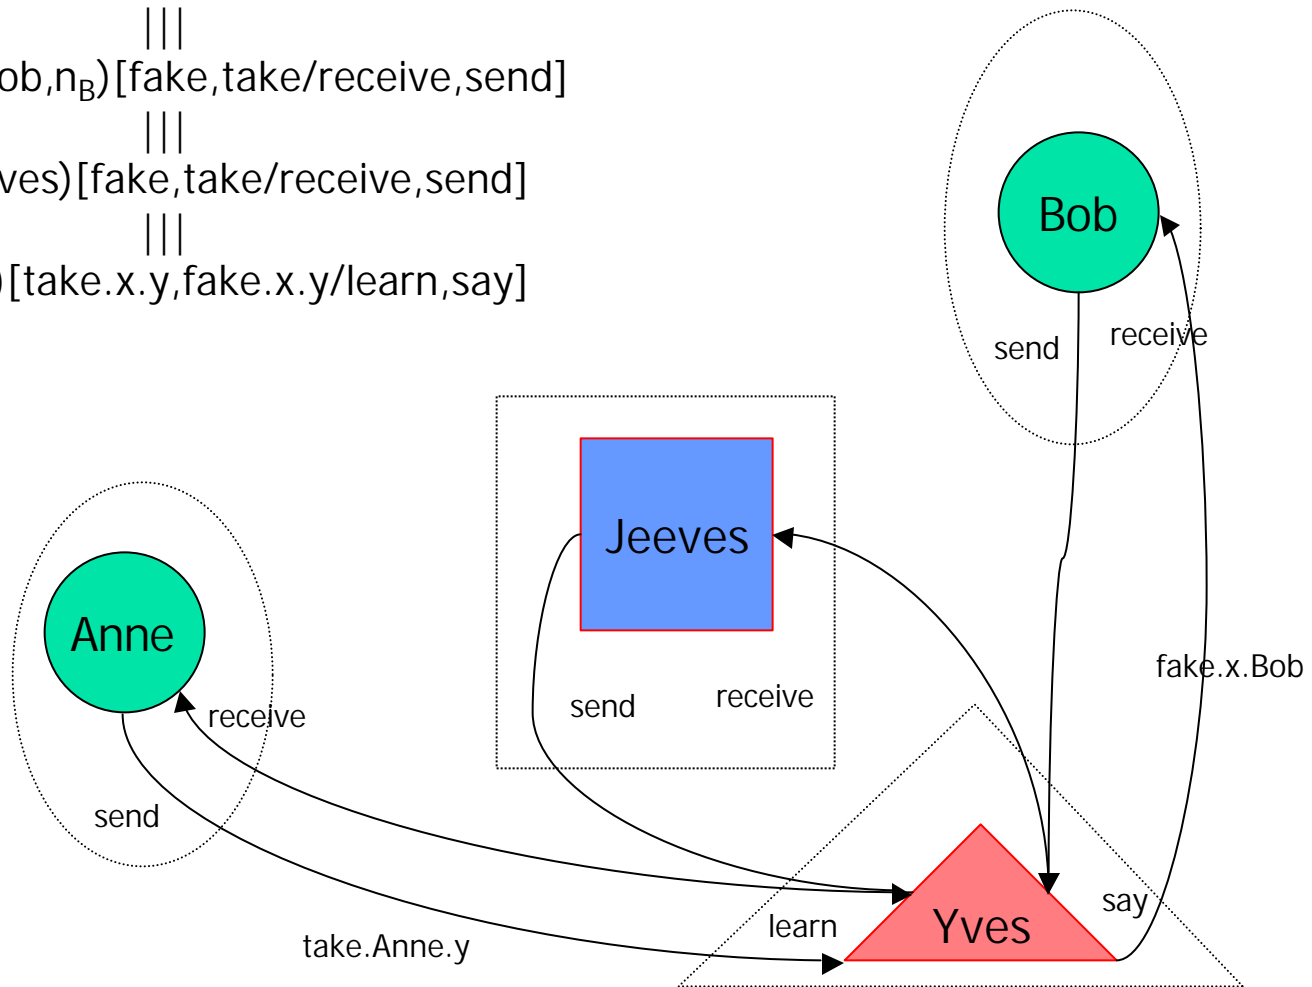 |||
ob,nB)[fake,take/receive,send]
|||
ves)[fake,take/receive,send]
|||
)[take.x.y,fake.x.y/learn,say]
Bob
send
receive
Jeeves
Anne
fake.x.Bob
send
receive
receive
send
say
learn
Yves
take.Anne.y